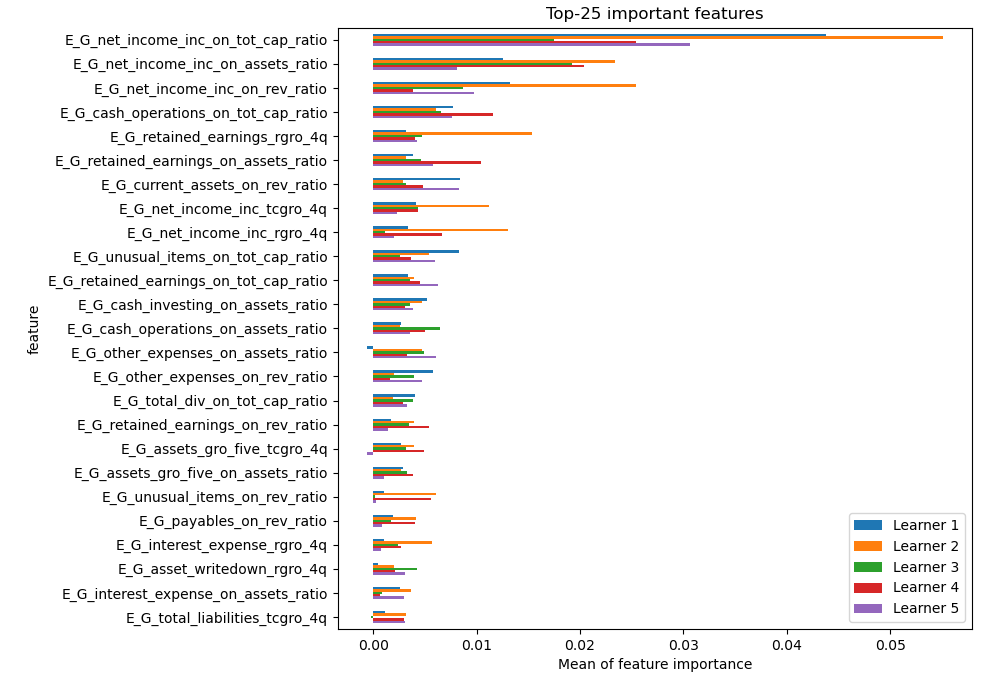 Top-25 important features
E_G_net_income_inc_on_tot_cap_ratio
E_G_net_income_inc_on_assets_ratio
E_G_net_income_inc_on_rev_ratio
E_G_cash_operations_on_tot_cap_ratio
E_G_retained_earnings_rgro_4q
E_G_retained_earnings_on_assets_ratio
E_G_current_assets_on_rev_ratio
E_G_net_income_inc_tcgro_4q
E_G_net_income_inc_rgro_4q
E_G_unusual_items_on_tot_cap_ratio
E_G_retained_earnings_on_tot_cap_ratio
E_G_cash_investing_on_assets_ratio
E_G_cash_operations_on_assets_ratio
E_G_other_expenses_on_assets_ratio
E_G_other_expenses_on_rev_ratio
E_G_total_div_on_tot_cap_ratio
E_G_retained_earnings_on_rev_ratio
E_G_assets_gro_five_tcgro_4q
E_G_assets_gro_five_on_assets_ratio
E_G_unusual_items_on_rev_ratio
E_G_payables_on_rev_ratio
E_G_interest_expense_rgro_4q
E_G_asset_writedown_rgro_4q
E_G_interest_expense_on_assets_ratio
E_G_total_liabilities_tcgro_4q
feature
Learner 1
Learner 2
Learner 3
Learner 4
Learner 5
0.00 0.01 0.02 0.03 0.04 0.05
Mean of feature importance